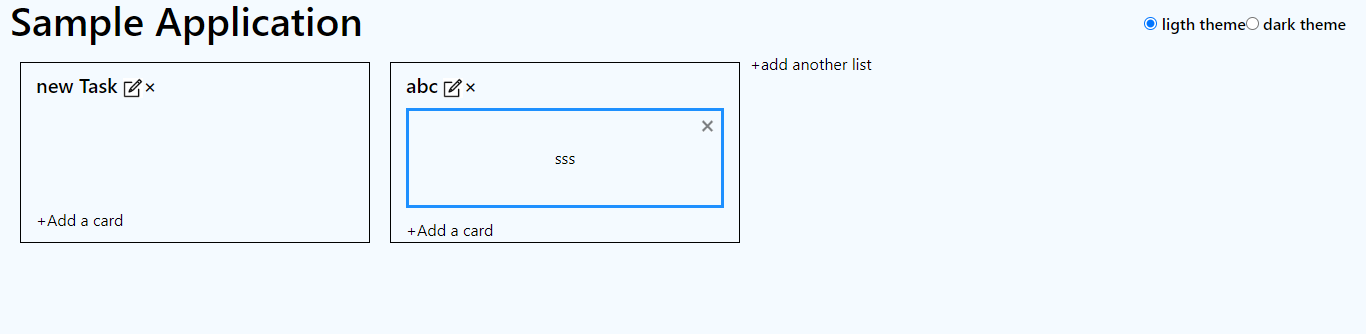 Sample Application
ligth theme dark theme
new Task ×
+Add a card
abc ×
×
sss
+Add a card
+add another list